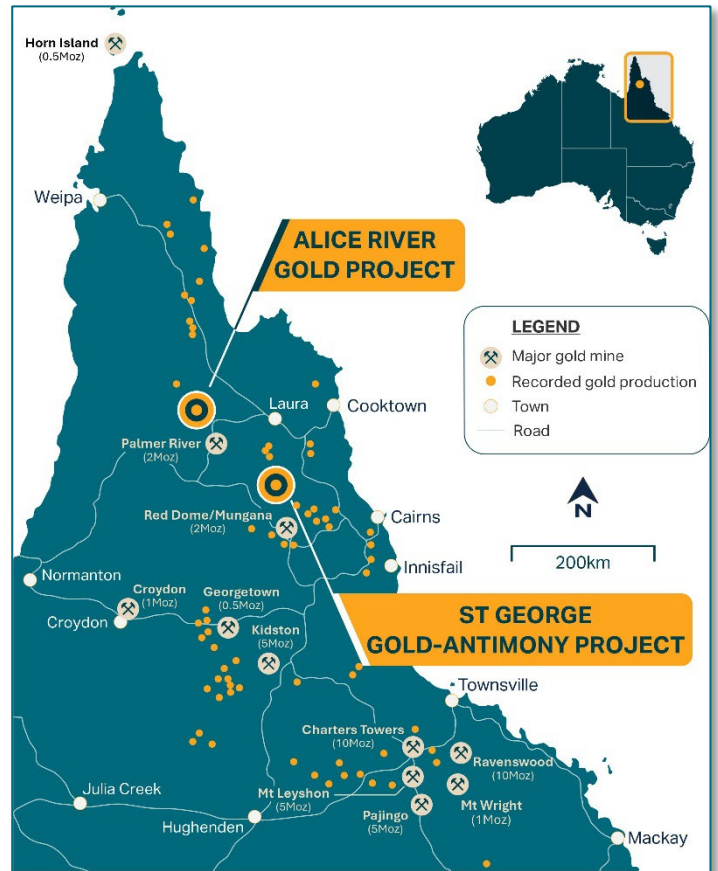 Horn Island
(0.5Moz)
Weipa
ALICE RIVER
GOLD PROJECT
LEGEND
Major gold mine
Recorded gold production
Town
Road
Laura
Cooktown
Palmer River
(2Moz)
N
200km
Red Dome/Mungana
(2Moz)
Cairns
Innisfail
Normanton
Croydon
(1Moz)
Georgetown
(0.5Moz)
Croydon
Kidston
(5Moz)
ST GEORGE
GOLD-ANTIMONY PROJECT
Townsville
Charters Towers
(10Moz)
Ravenswood
(10Moz)
Mt Leyshon
(5Moz)
Mt Wright
(1Moz)
Pajingo
(5Moz)
Julia Creek
Hughenden
Mackay